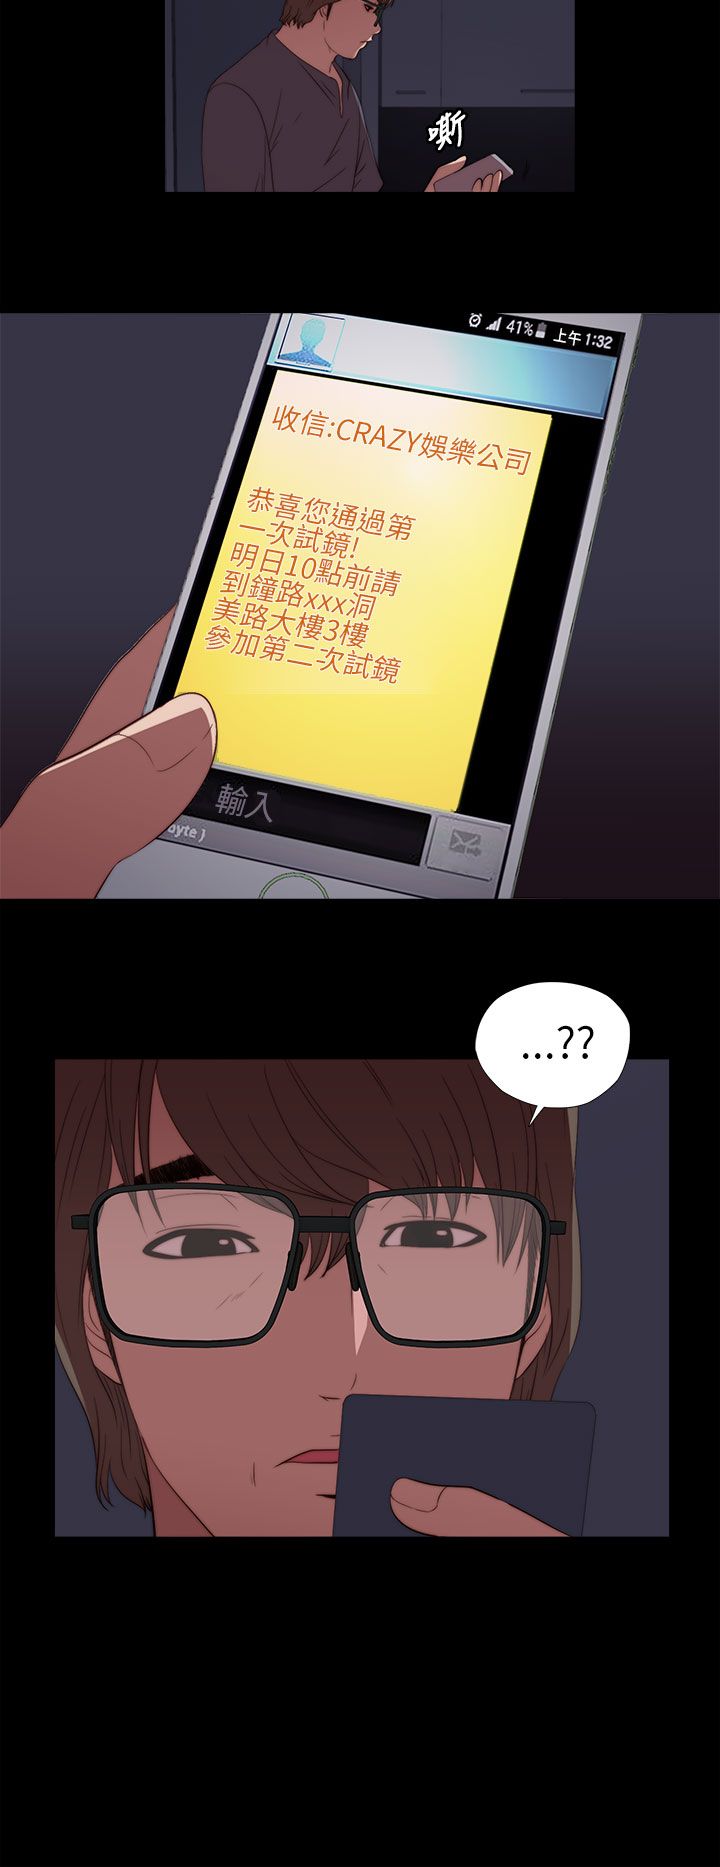 嘶
41% 上午 1:32
收信:CRAZY娛樂公司
恭喜您通過第
一次試鏡!
明日10點前請
到鐘路xxx洞
美路大樓3樓
參加第二次試鏡
輸入
byte )
...??